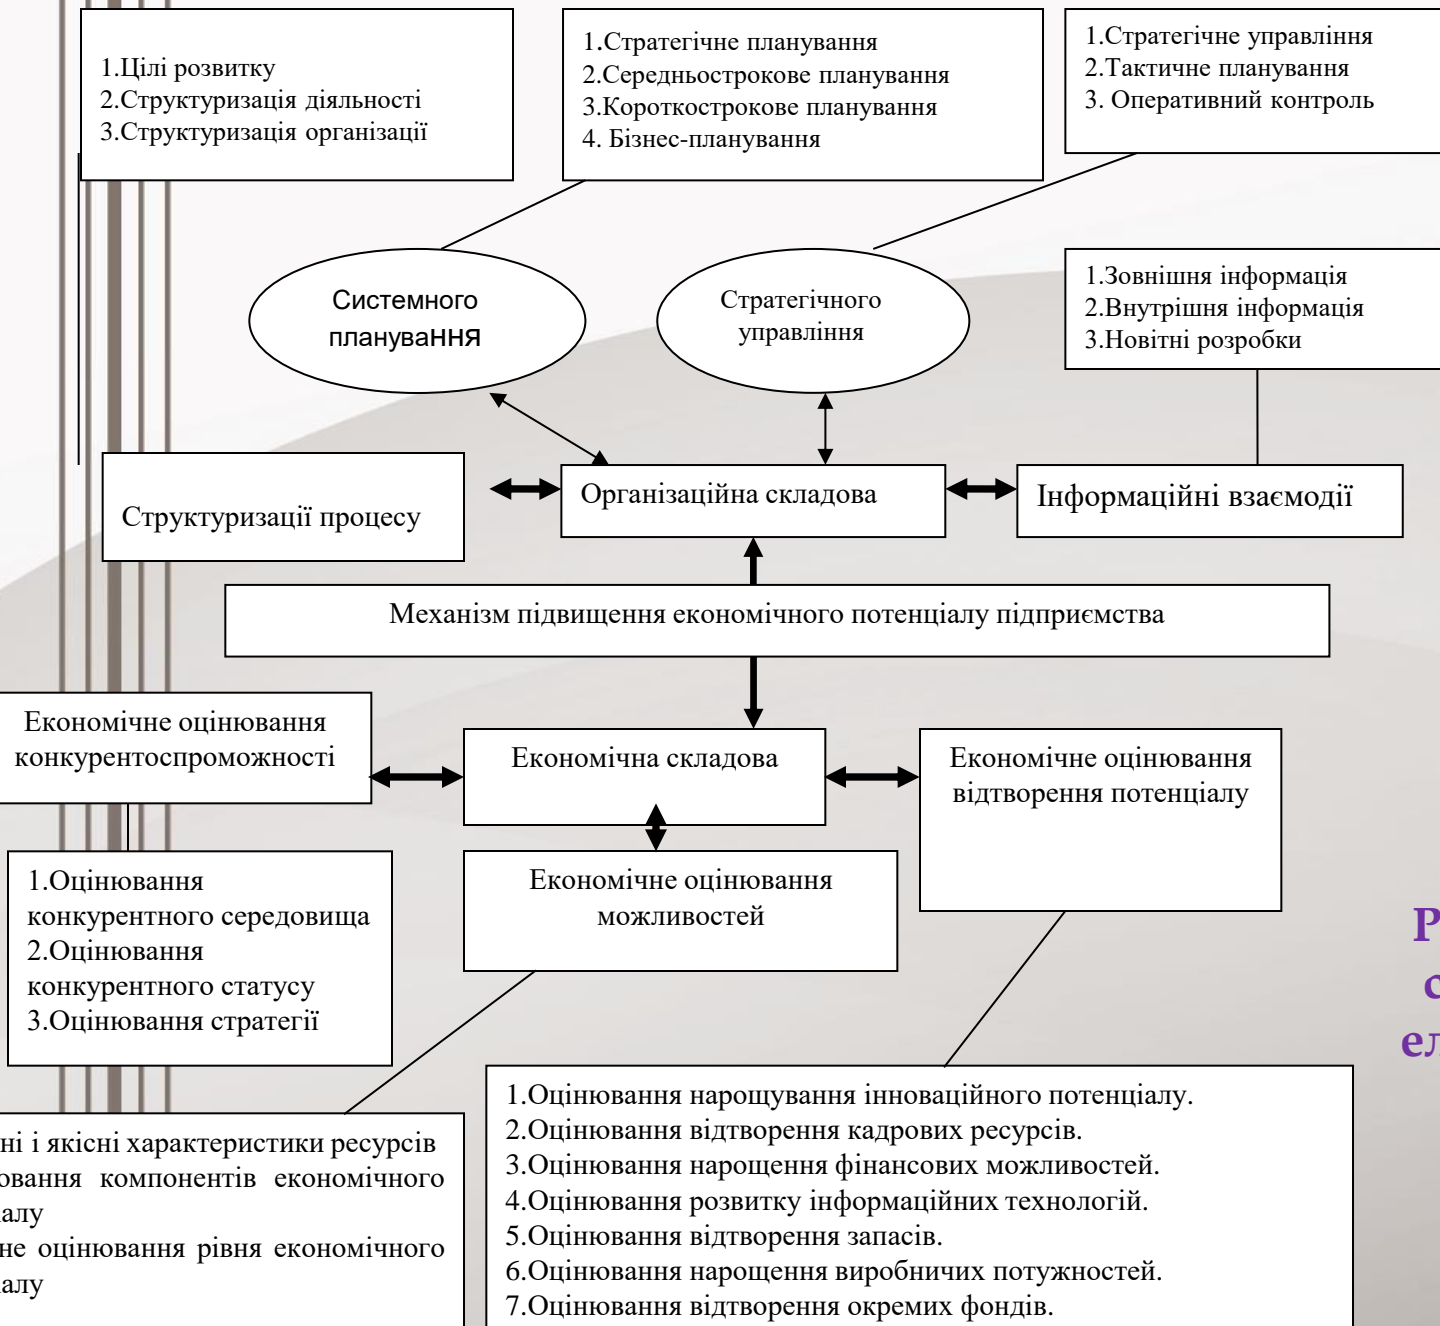 1.Цілі розвитку
2.Структуризація діяльності
3.Структуризація організації
1.Стратегічне планування
2.Середньострокове планування
3.Короткострокове планування
4. Бізнес-планування
1.Стратегічне управління
2.Тактичне планування
3. Оперативний контроль
Системного
планування
Стратегічного
управління
1.Зовнішня інформація
2.Внутрішня інформація
3.Новітні розробки
Структуризації процесу
Організаційна складова
Інформаційні взаємодії
Механізм підвищення економічного потенціалу підприємства
Економічне оцінювання
конкурентоспроможності
Економічна складова
Економічне оцінювання
відтворення потенціалу
1.Оцінювання
конкурентного середовища
2.Оцінювання
конкурентного статусу
3.Оцінювання стратегії
Економічне оцінювання
можливостей
і якісні характеристики ресурсів
компонентів економічного
оцінювання рівня економічного
1.Оцінювання нарощування інноваційного потенціалу.
2.Оцінювання відтворення кадрових ресурсів.
3.Оцінювання нарощення фінансових можливостей.
4.Оцінювання розвитку інформаційних технологій.
5.Оцінювання відтворення запасів.
6.Оцінювання нарощення виробничих потужностей.
7.Оцінювання відтворення окремих фондів.